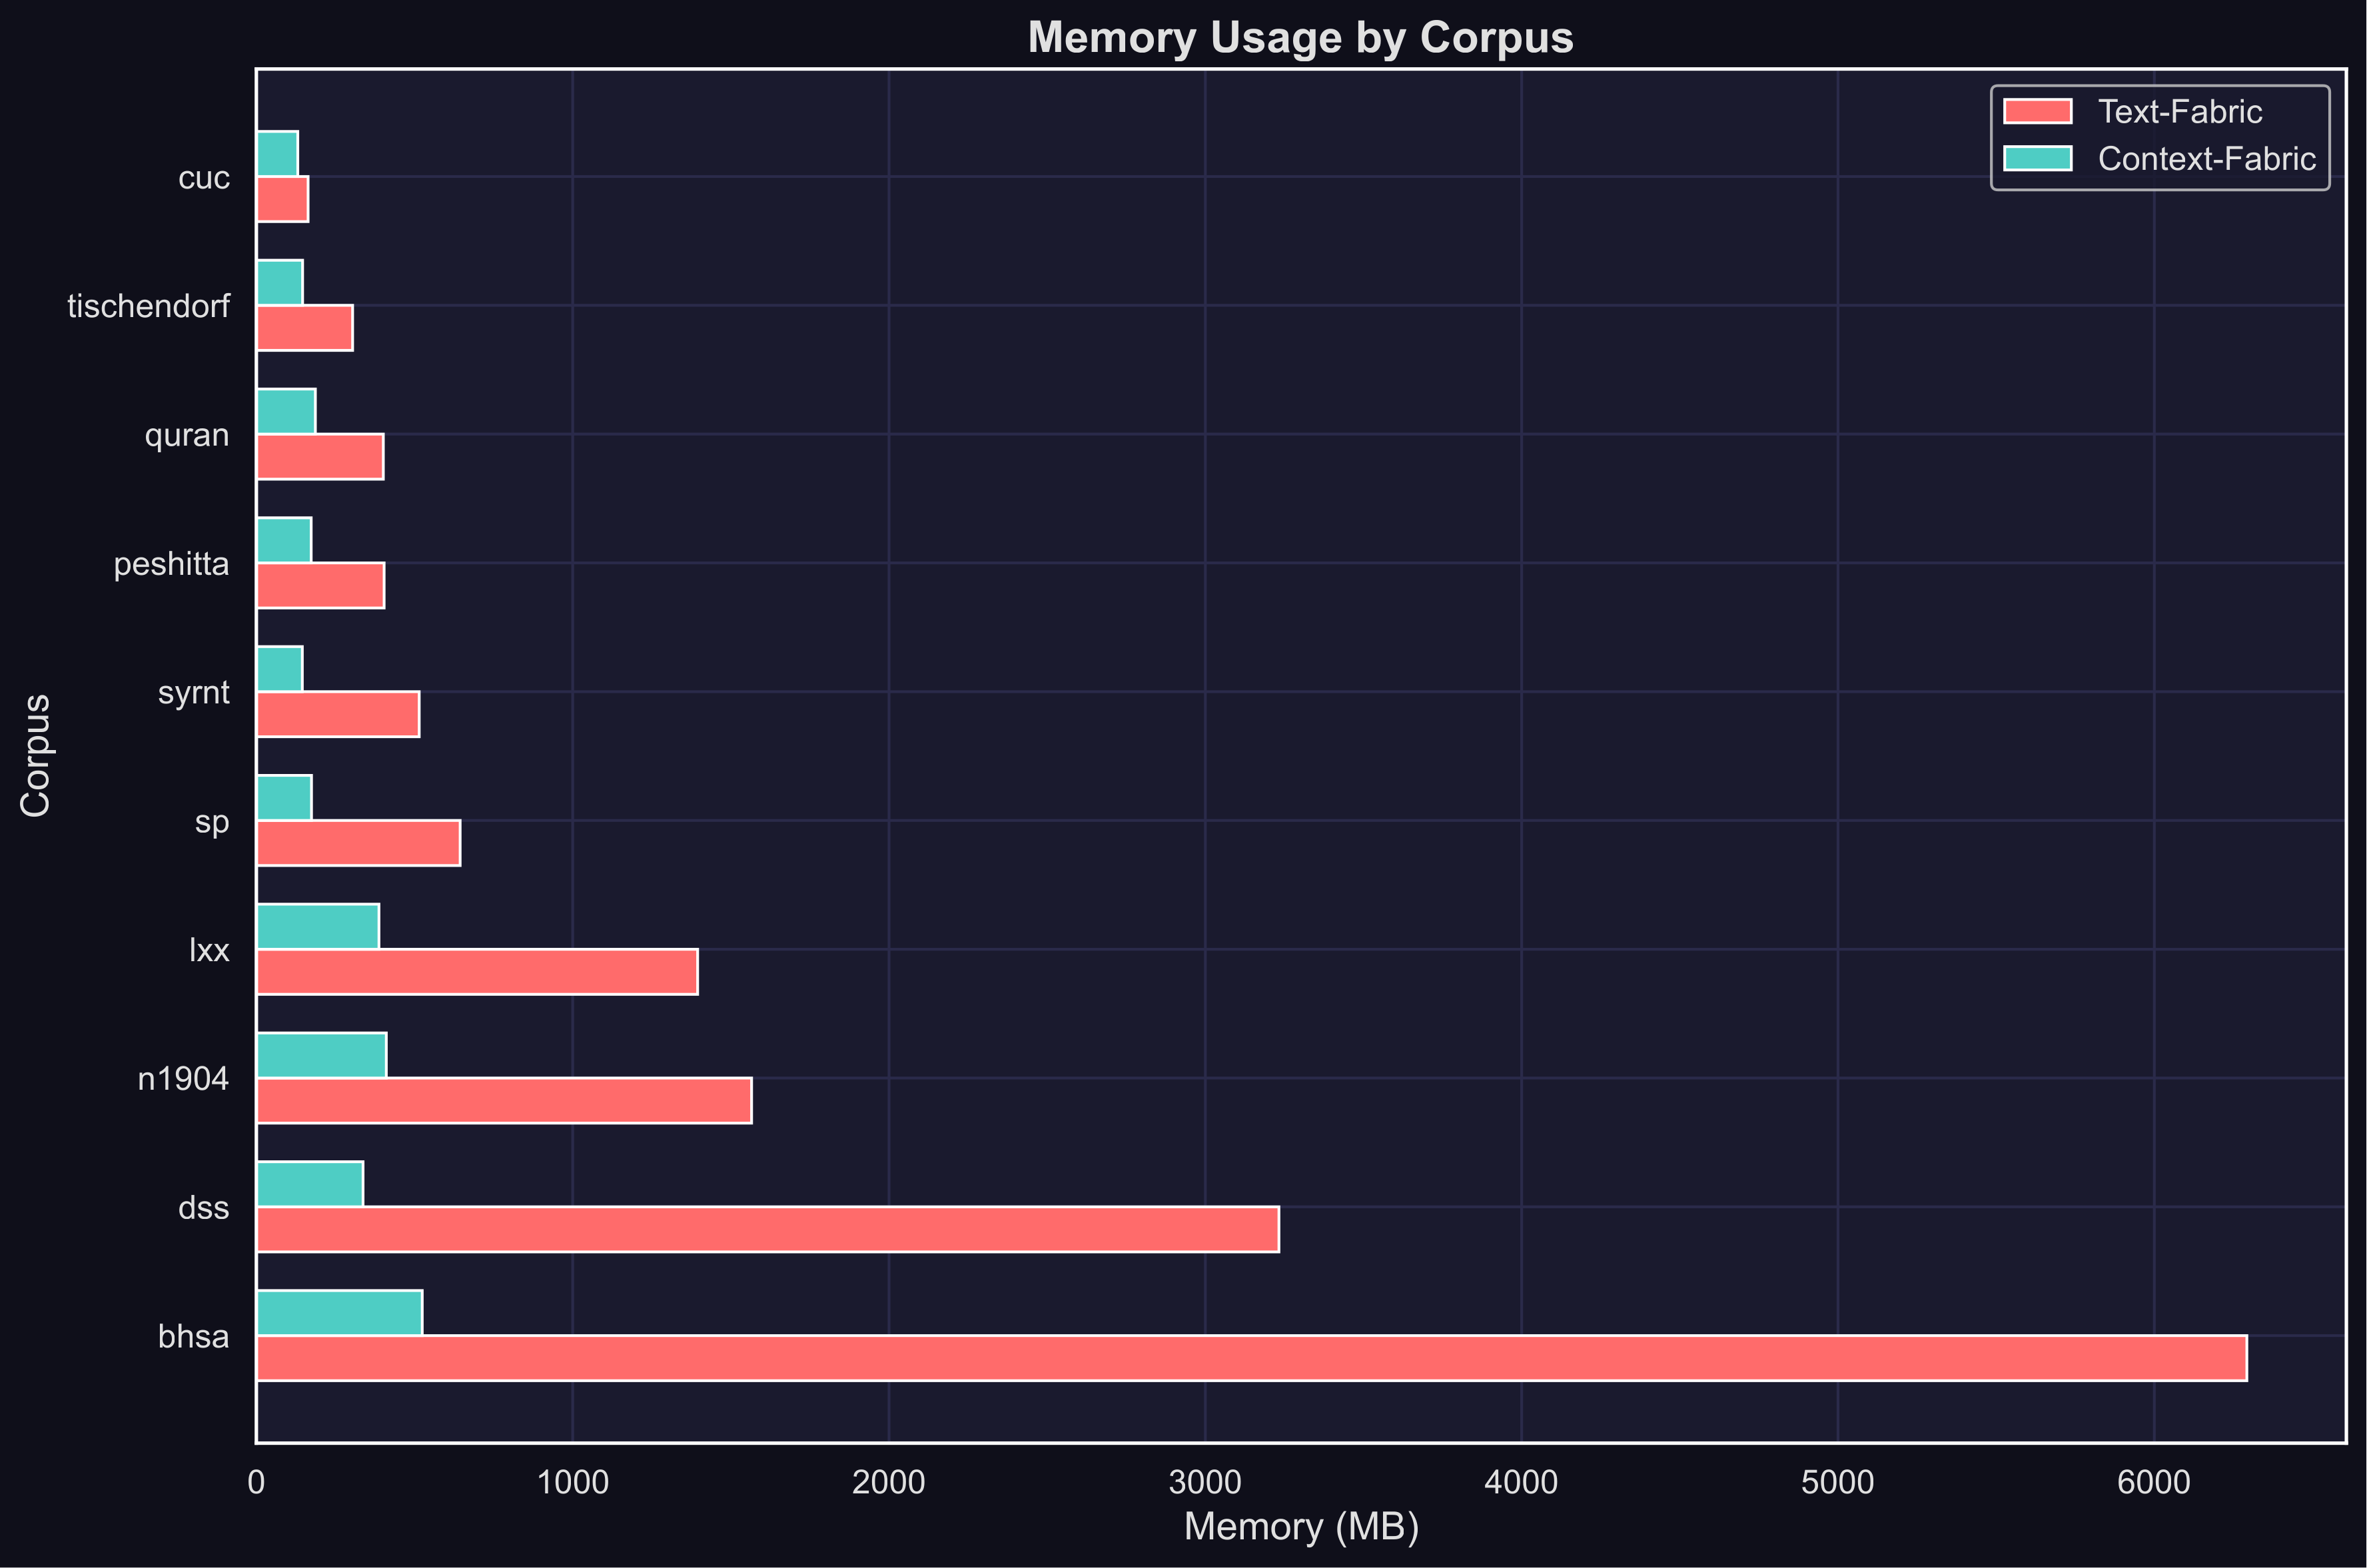 Memory Usage by Corpus
Text-Fabric
Context-Fabric
cuc
tischendorf
quran
peshitta
syrnt
sp
lxx
n1904
dss
bhsa
Corpus
0 1000 2000 3000 4000 5000 6000
Memory (MB)